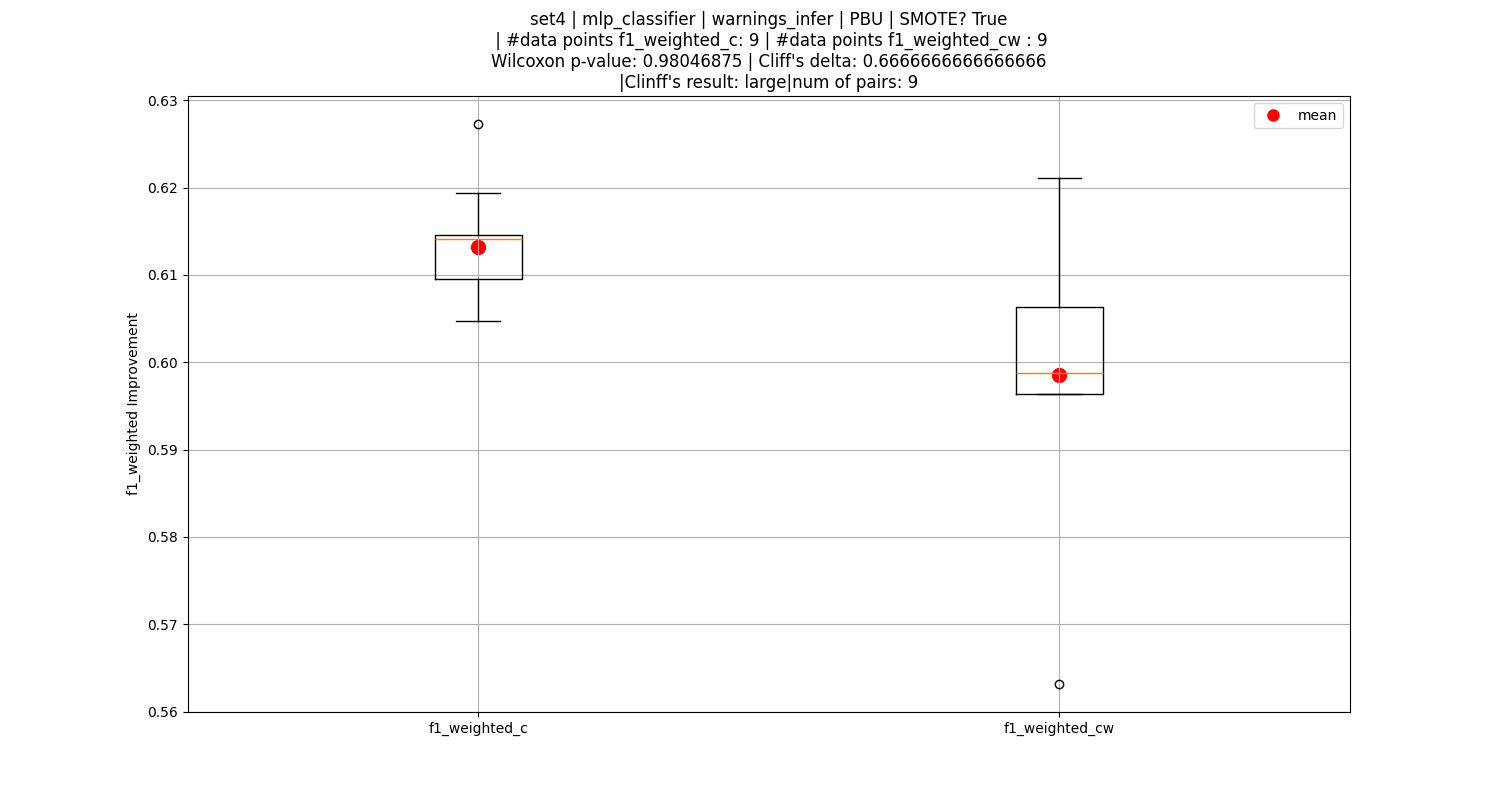 set4 | mlp_classifier | warnings_infer | PBU | SMOTE? True
| #data points f1_weighted_c: 9 | #data points f1_weighted_cw : 9
Wilcoxon p-value: 0.98046875 | Cliff's delta: 0.6666666666666666
|Clinff's result: large|num of pairs: 9
mean
f1_weighted Improvement
0.63
0.62
0.61
0.60
0.59
0.58
0.57
0.56
f1_weighted_c
f1_weighted_cw